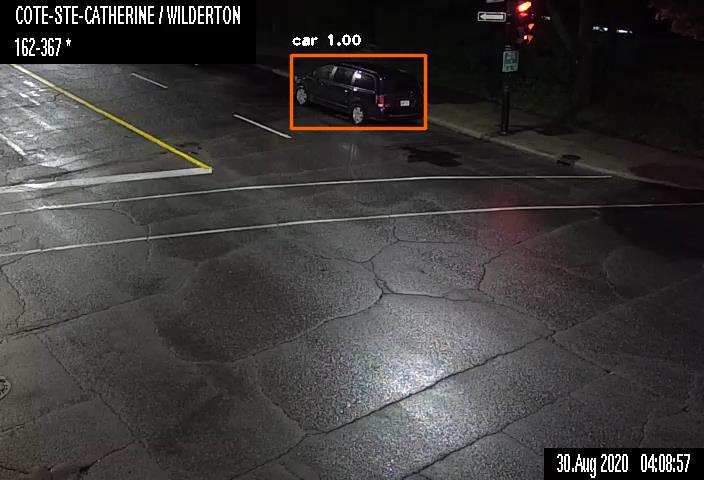 COTE-STE-CATHERINE / WILDERTON
162-367 *
car 1.00
30.Aug 2020 04:08:57